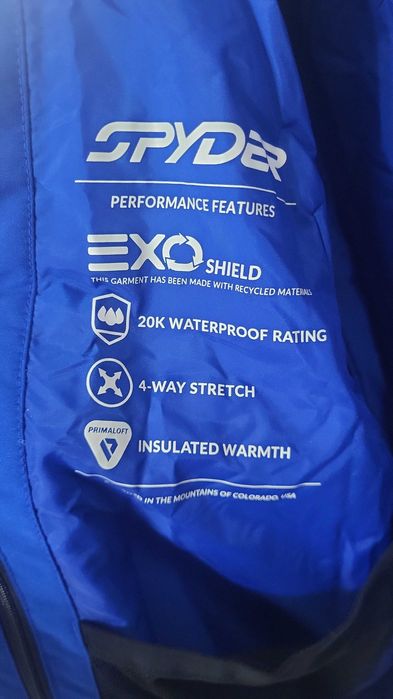 SPYDER
PERFORMANCE FEATURES
EXO SHIELD
THIS GARMENT HAS BEEN MADE WITH RECYCLED MATERIALS
20K WATERPROOF RATING
4-WAY STRETCH
PRIMALOFT
INSULATED WARMTH
IN THE MOUNTAINS OF COLORADO, USA